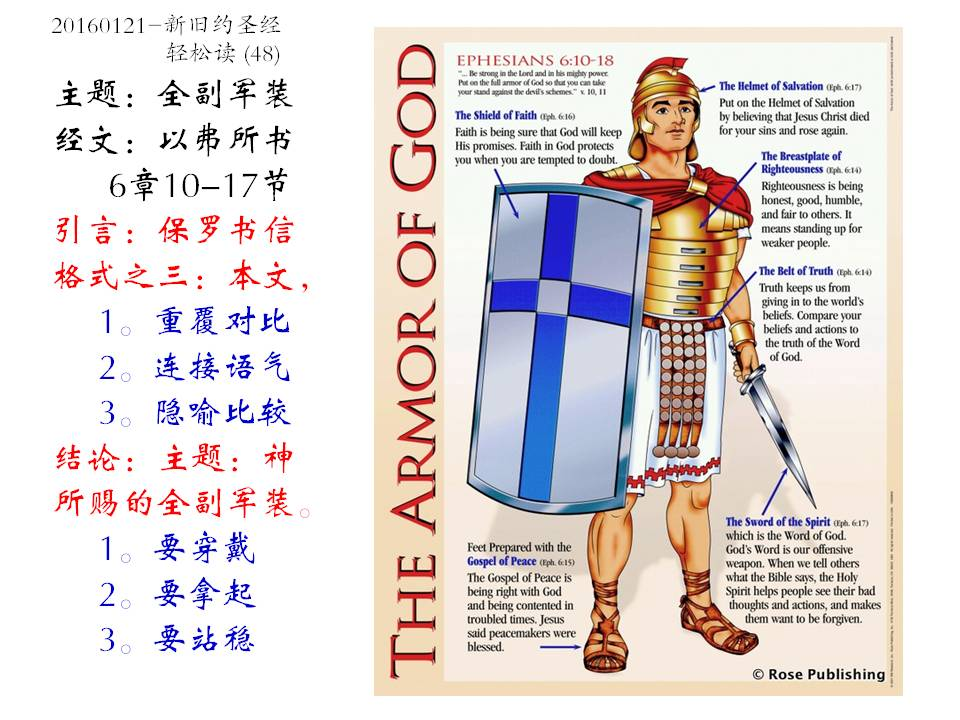 20160121-新旧约圣经
轻松读 (48)
主题：全副军装
经文：以弗所书
6章10-17节
引言：保罗书信
格式之三：本文，
1。重覆对比
2。连接语气
3。隐喻比较
结论：主题：神
所赐的全副军装。
1。要穿戴
2。要拿起
3。要站稳
THE ARMOR OF GOD
EPHESIANS 6:10-18
"... Be strong in the Lord and in his mighty power.
Put on the full armor of God so that you can take
your stand against the devil's schemes." v. 10, 11
The Shield of Faith (Eph. 6:16)
Faith is being sure that God will keep
His promises. Faith in God protects
you when you are tempted to doubt.
The Helmet of Salvation (Eph. 6:17)
Put on the Helmet of Salvation
by believing that Jesus Christ died
for your sins and rose again.
The Breastplate of
Righteousness (Eph. 6:14)
Righteousness is being
honest, good, humble,
and fair to others. It
means standing up for
weaker people.
The Belt of Truth (Eph. 6:14)
Truth keeps us from
giving in to the world's
beliefs. Compare your
beliefs and actions to
the truth of the Word
of God.
The Sword of the Spirit (Eph. 6:17)
which is the Word of God.
God's Word is our offensive
weapon. When we tell others
what the Bible says, the Holy
Spirit helps people see their bad
thoughts and actions, and makes
them want to be forgiven.
Feet Prepared with the
Gospel of Peace (Eph. 6:15)
The Gospel of Peace is
being right with God
and being contented in
troubled times. Jesus
said peacemakers were
blessed.
© Rose Publishing